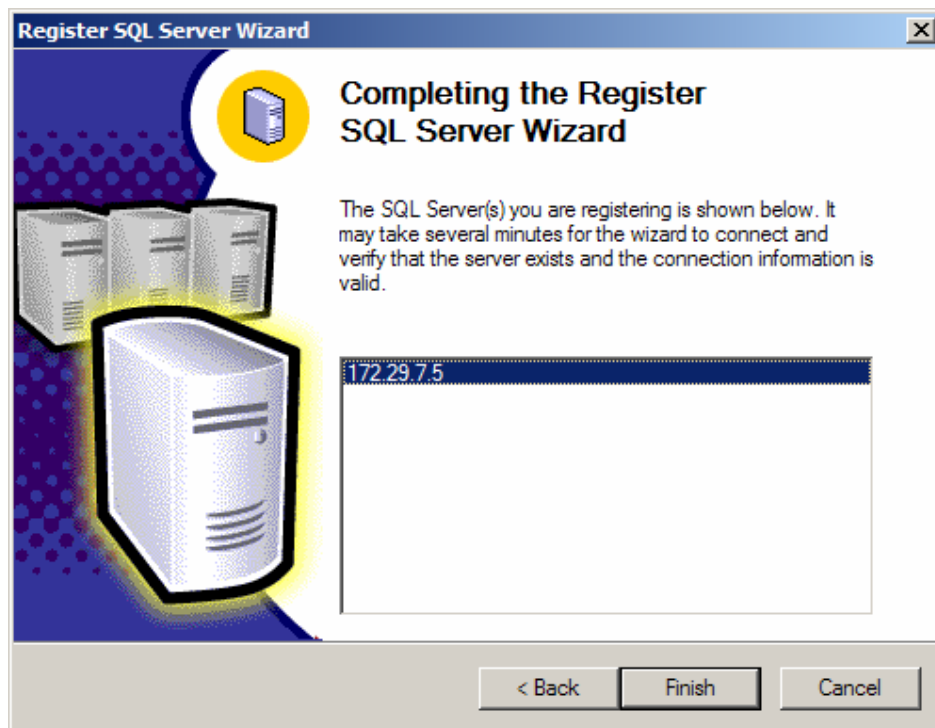 Register SQL Server Wizard
Completing the Register
SQL Server Wizard
The SQL Server(s) you are registering is shown below. It
may take several minutes for the wizard to connect and
verify that the server exists and the connection information is
valid.
172.29.7.5
< Back Finish Cancel